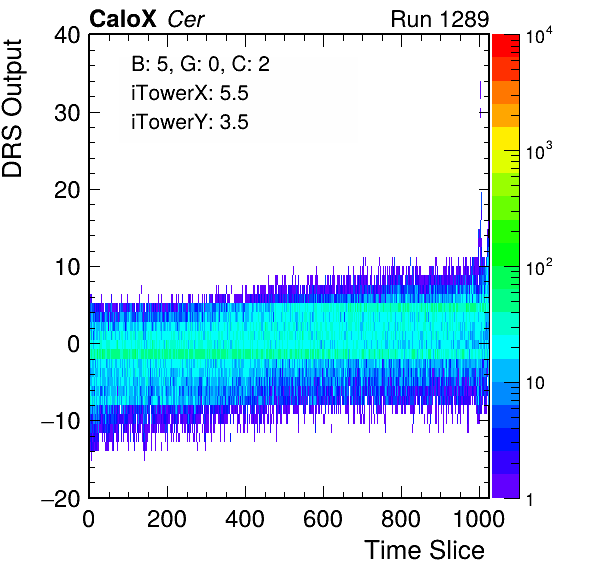 CaloX Cer Run 1289
B: 5, G: 0, C: 2
iTowerX: 5.5
iTowerY: 3.5
DRS Output
40
30
20
10
0
−10
−20
0 200 400 600 800 1000
Time Slice
10^4
10^3
10^2
10
1